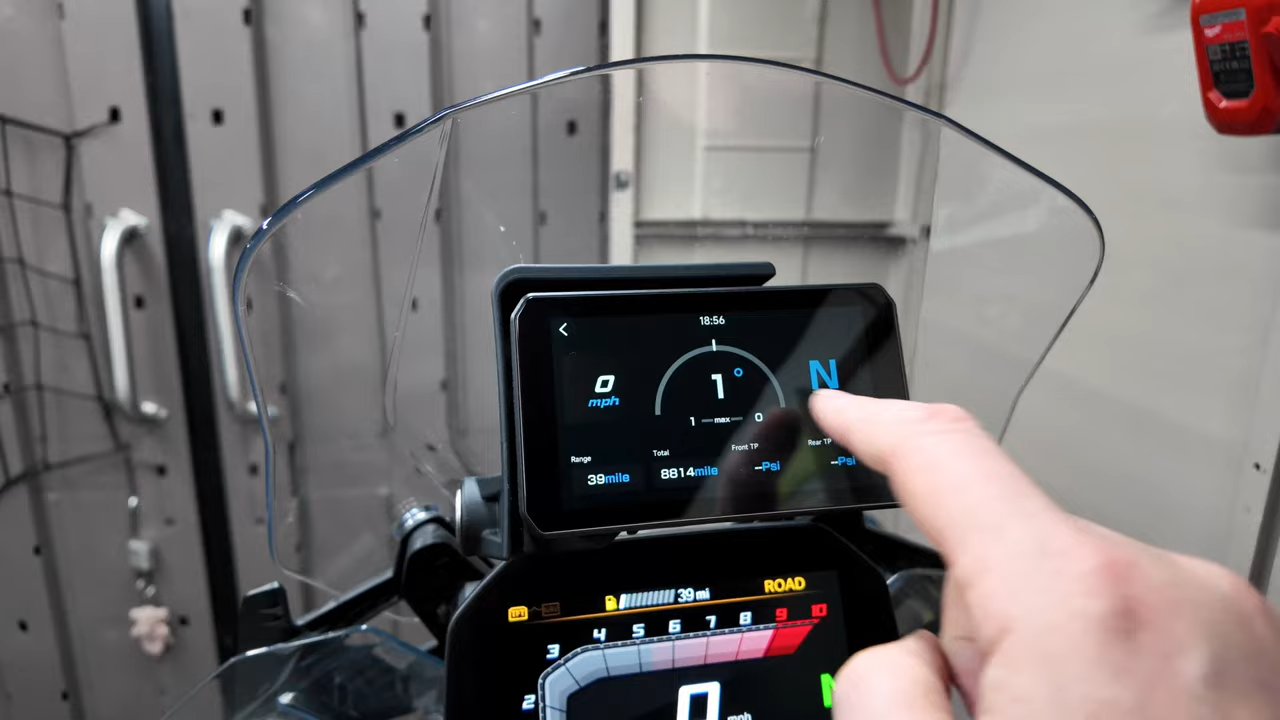 18:56
0
mph
1°
N
1 max 0
Range
Total
Front TP
Rear TP
39mile
8814mile
--Psi
--Psi
39 mi
ROAD
2 3 4 5 6 7 8 9 10
0
mph
N